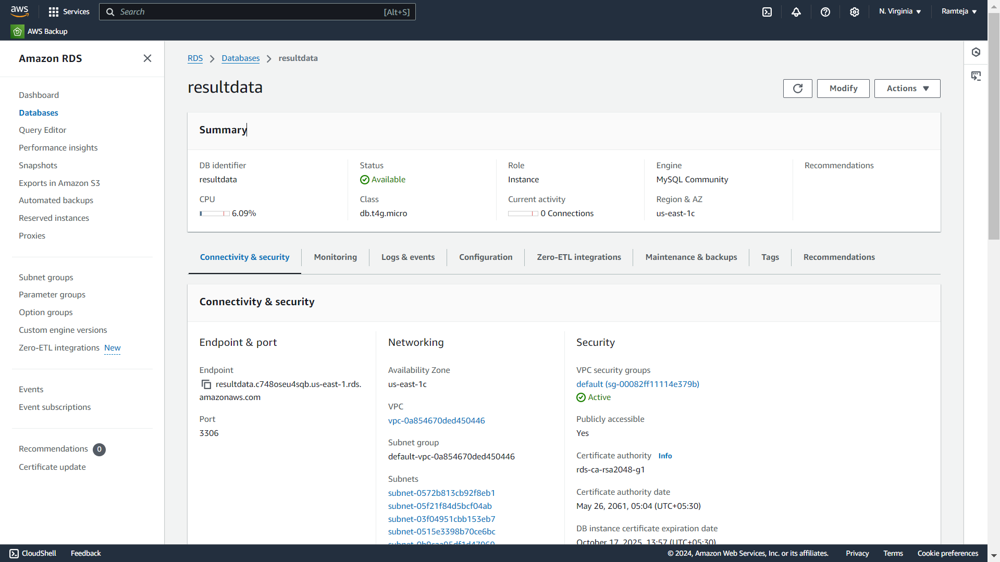 aws
Services
Search
[Alt+S]
N. Virginia
Ramteja
AWS Backup
Amazon RDS
Dashboard
Databases
Query Editor
Performance insights
Snapshots
Exports in Amazon S3
Automated backups
Reserved instances
Proxies
Subnet groups
Parameter groups
Option groups
Custom engine versions
Zero-ETL integrations New
Events
Event subscriptions
Recommendations 0
Certificate update
RDS
Databases
resultdata
resultdata
Modify
Actions
Summary
DB identifier
resultdata
CPU
6.09%
Status
Available
Class
db.t4g.micro
Role
Instance
Current activity
0 Connections
Engine
MySQL Community
Region & AZ
us-east-1c
Recommendations
Connectivity & security
Monitoring
Logs & events
Configuration
Zero-ETL integrations
Maintenance & backups
Tags
Recommendations
Connectivity & security
Endpoint & port
Endpoint
resultdata.c748oseu4sqb.us-east-1.rds.
amazonaws.com
Port
3306
Networking
Availability Zone
us-east-1c
VPC
vpc-0a854670ded450446
Subnet group
default-vpc-0a854670ded450446
Subnets
subnet-0572b813cb92f8eb1
subnet-05f21f84d5bcf04ab
subnet-03f04951cbb153eb7
subnet-0515e3398b70ce6bc
Security
VPC security groups
default (sg-00082ff11114e379b)
Active
Publicly accessible
Yes
Certificate authority Info
rds-ca-rsa2048-g1
Certificate authority date
May 26, 2061, 05:04 (UTC+05:30)
DB instance certificate expiration date
October 17, 2025, 13:57 (UTC+05:30)
CloudShell
Feedback
© 2024, Amazon Web Services, Inc. or its affiliates.
Privacy
Terms
Cookie preferences